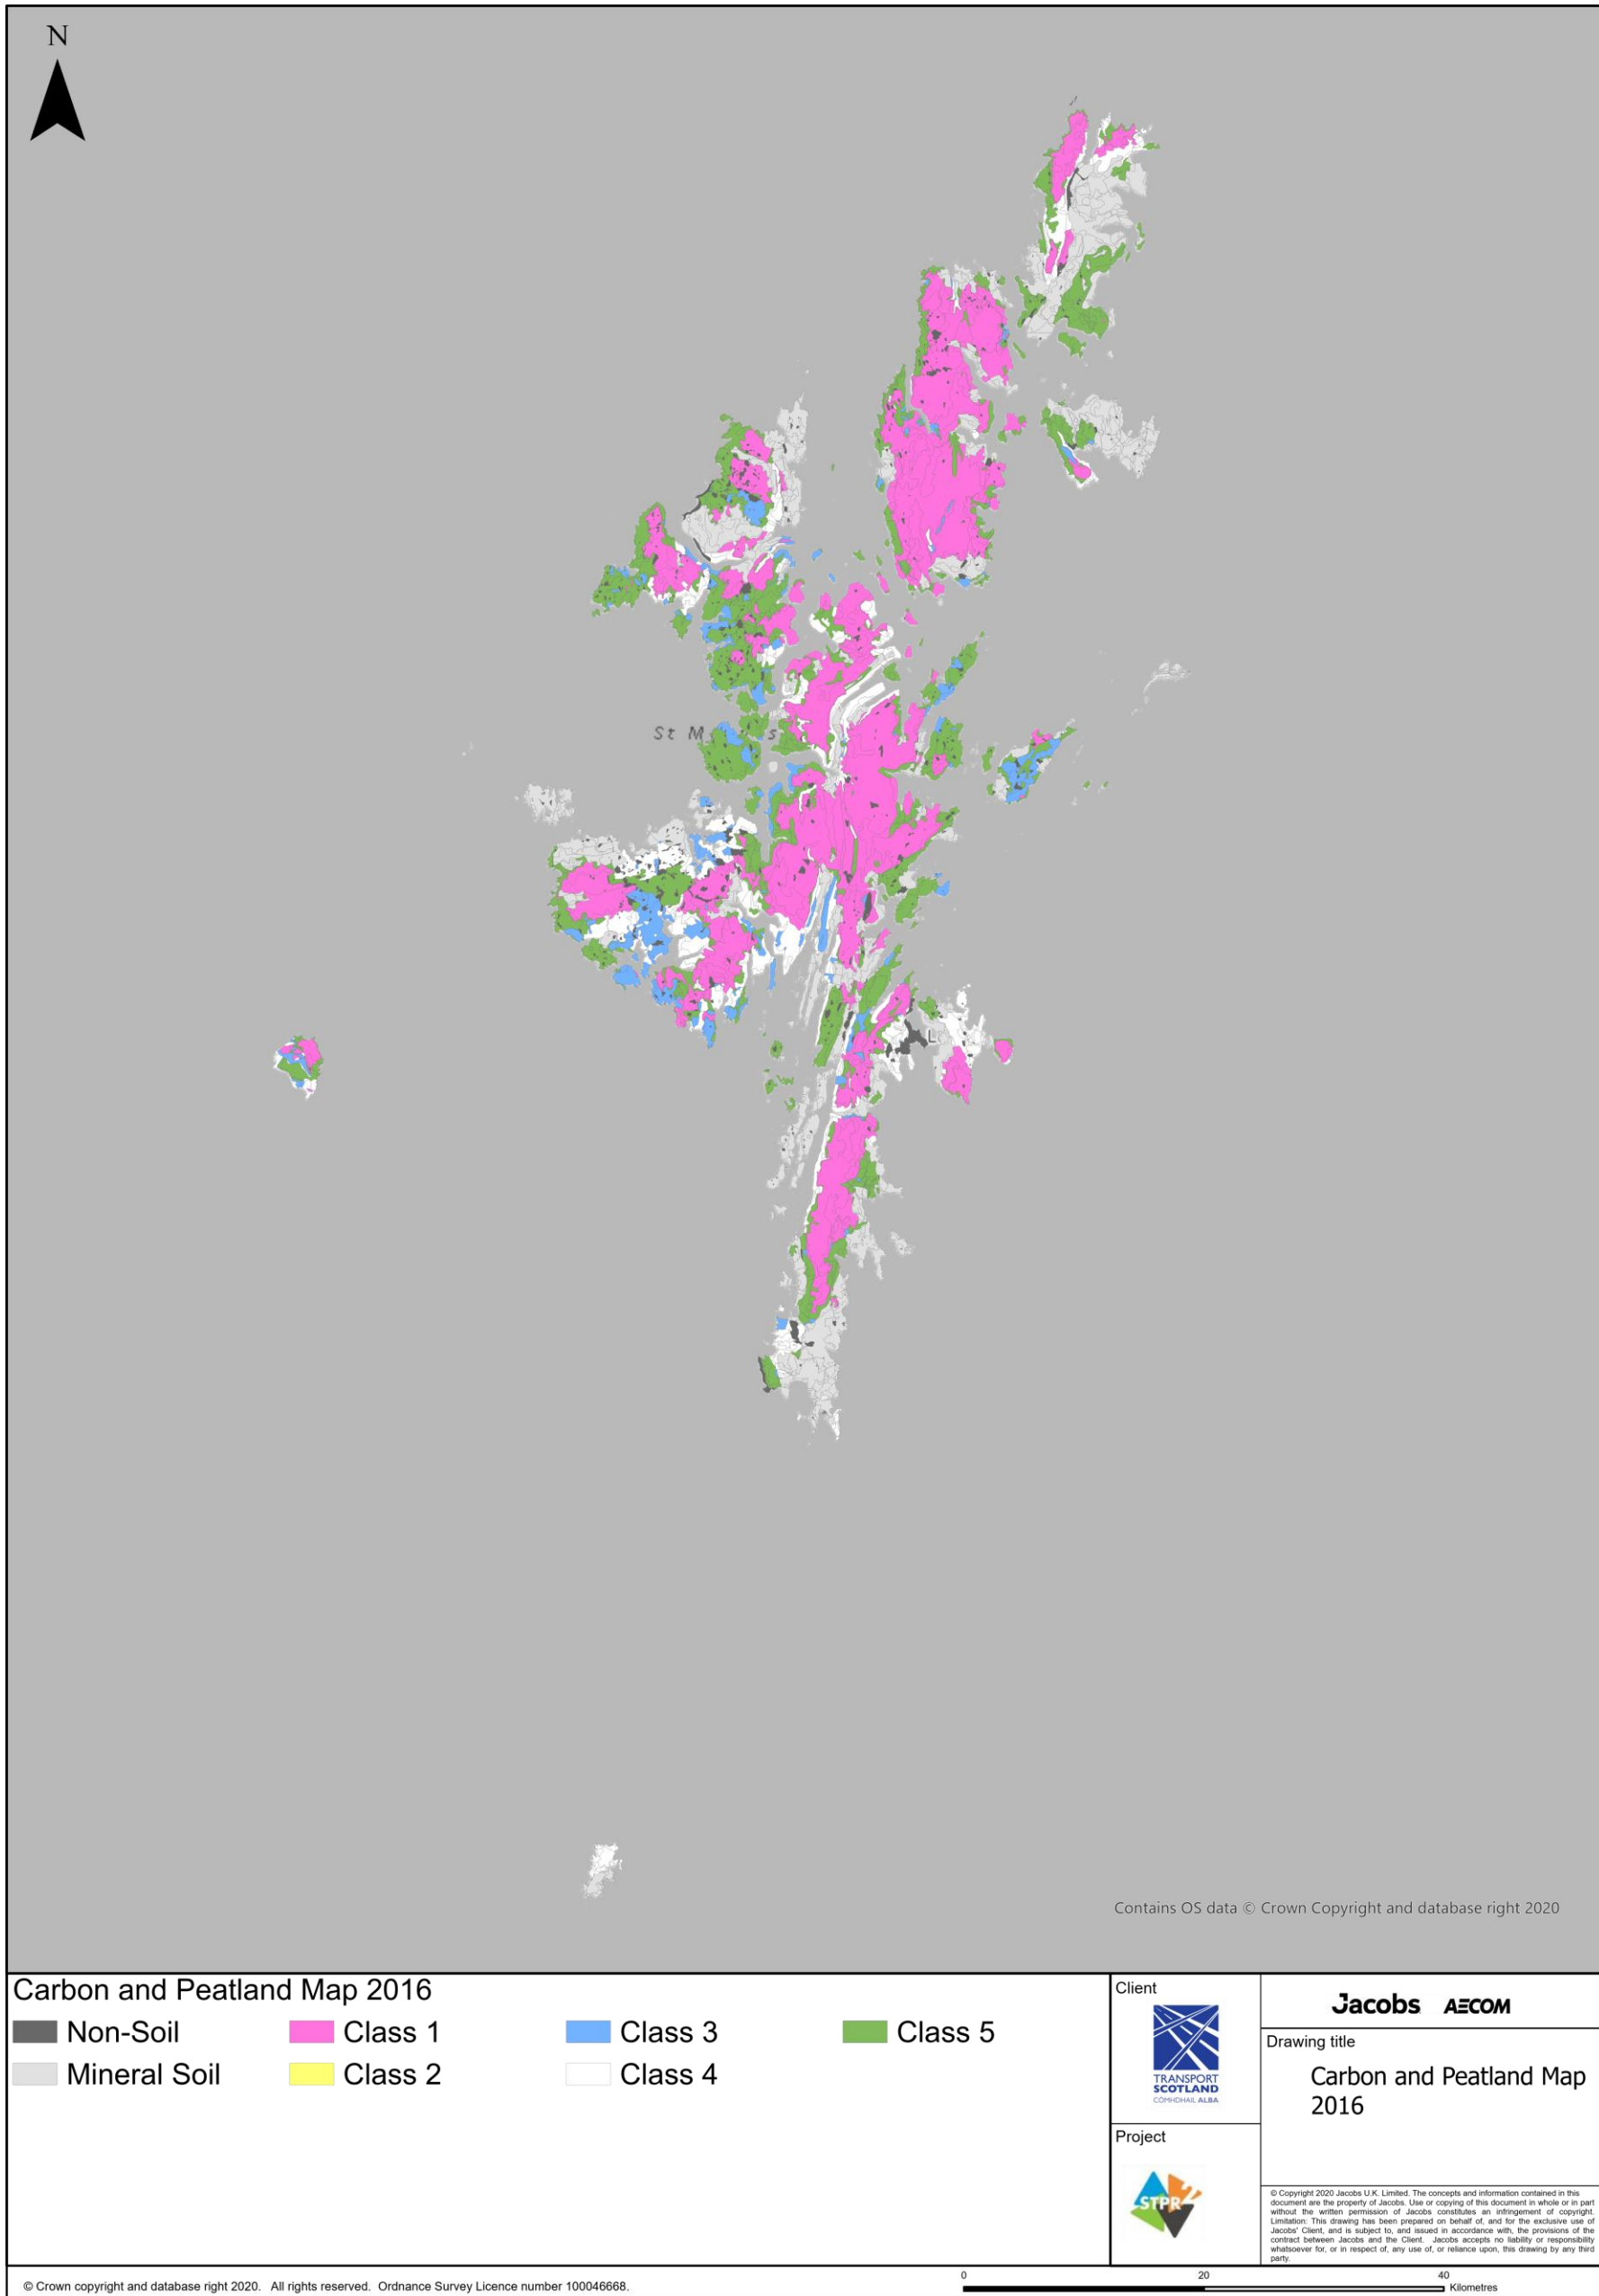 N
St M
s
L
Contains OS data © Crown Copyright and database right 2020
Carbon and Peatland Map 2016
Non-Soil
Class 1
Class 3
Class 5
Mineral Soil
Class 2
Class 4
Client
TRANSPORT
SCOTLAND
CÒMHDHAIL ALBA
Project
STPR2
Jacobs AECOM
Drawing title
Carbon and Peatland Map
2016
© Copyright 2020 Jacobs U.K. Limited. The concepts and information contained in this
document are the property of Jacobs. Use or copying of this document in whole or in part
without the written permission of Jacobs constitutes an infringement of copyright.
Limitation: This drawing has been prepared on behalf of, and for the exclusive use of
Jacobs' Client, and is subject to, and issued in accordance with, the provisions of the
contract between Jacobs and the Client. Jacobs accepts no liability or responsibility
whatsoever for, or in respect of, any use of, or reliance upon, this drawing by any third
party.
© Crown copyright and database right 2020. All rights reserved. Ordnance Survey Licence number 100046668.
0 20 40
Kilometres